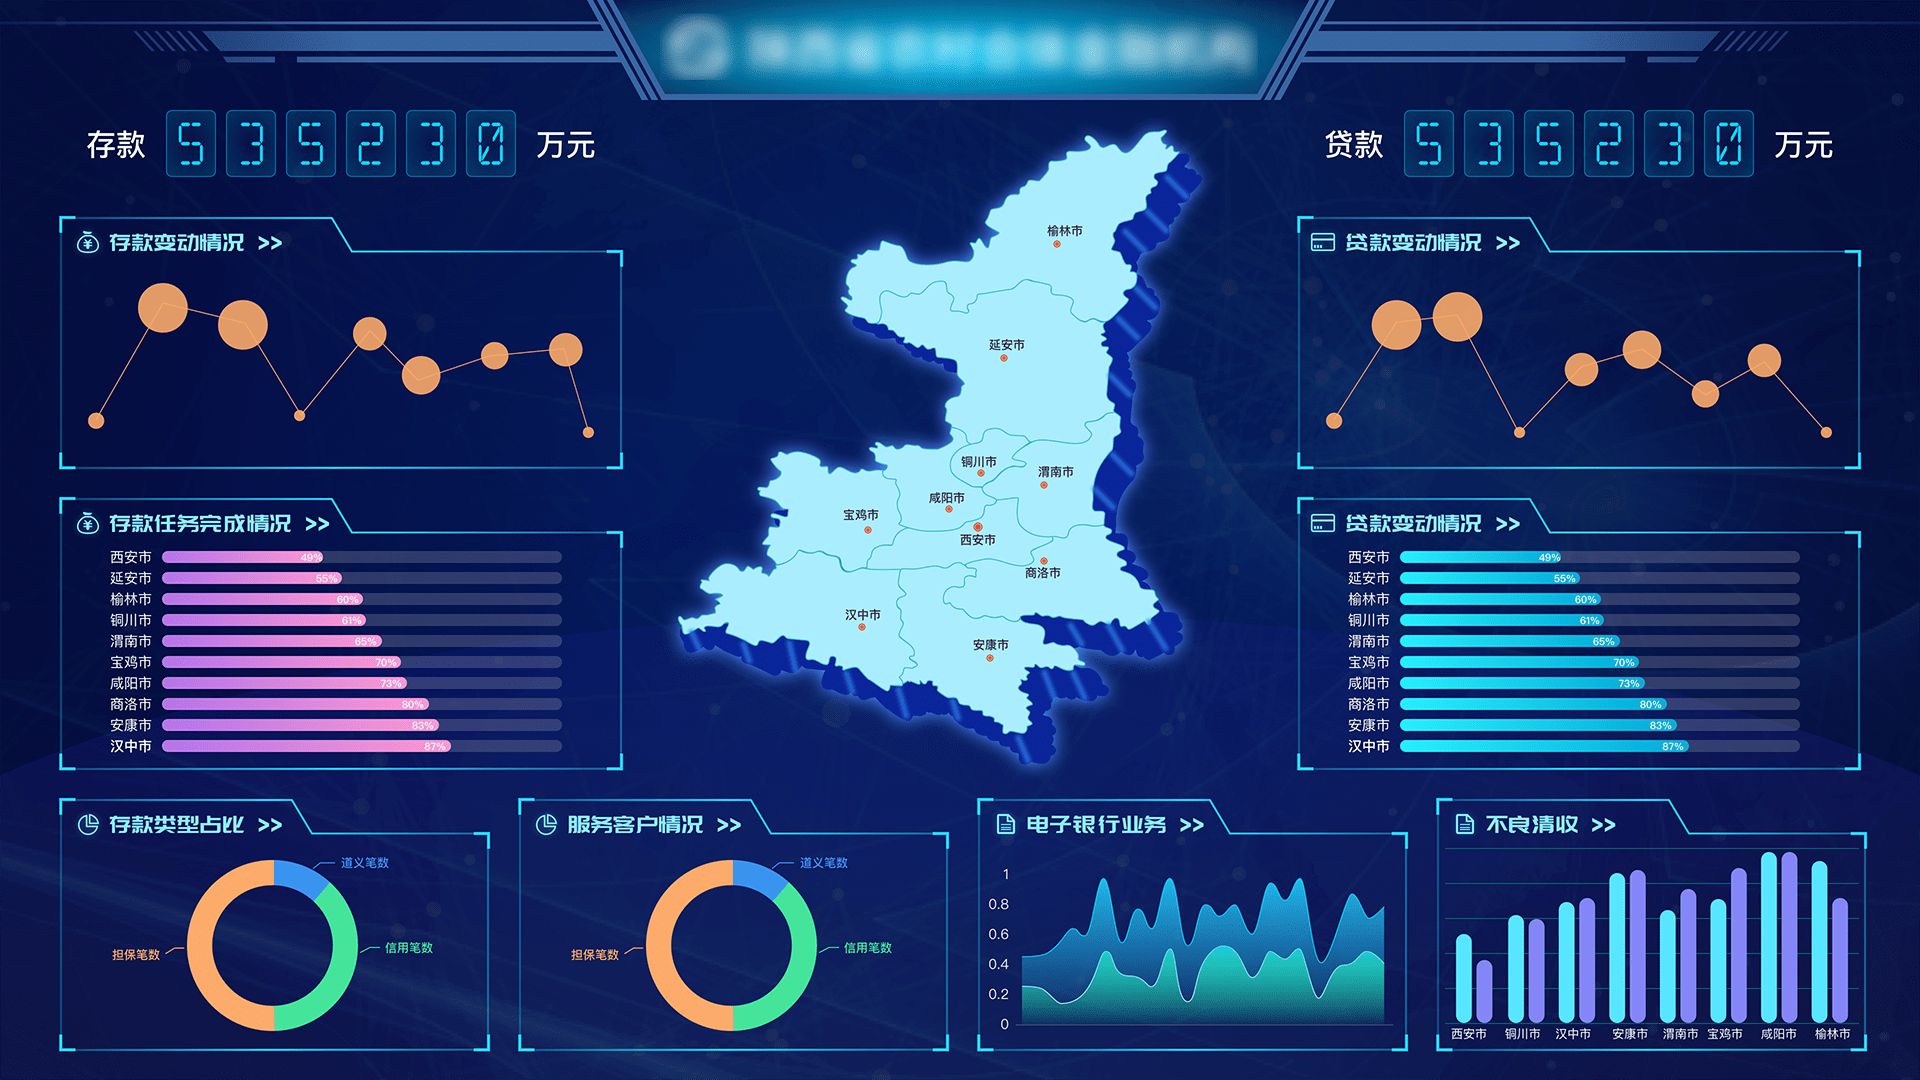 存款 535230 万元
贷款 535230 万元
存款变动情况 >>
贷款变动情况 >>
榆林市
延安市
铜川市
渭南市
咸阳市
宝鸡市
西安市
商洛市
汉中市
安康市
存款任务完成情况 >>
西安市 49%
延安市 55%
榆林市 60%
铜川市 61%
渭南市 65%
宝鸡市 70%
咸阳市 73%
商洛市 80%
安康市 83%
汉中市 87%
贷款变动情况 >>
西安市 49%
延安市 55%
榆林市 60%
铜川市 61%
渭南市 65%
宝鸡市 70%
咸阳市 73%
商洛市 80%
安康市 83%
汉中市 87%
存款类型占比 >>
道义笔数
担保笔数
信用笔数
服务客户情况 >>
道义笔数
担保笔数
信用笔数
电子银行业务 >>
1
0.8
0.6
0.4
0.2
0
不良清收 >>
西安市 铜川市 汉中市 安康市 渭南市 宝鸡市 咸阳市 榆林市